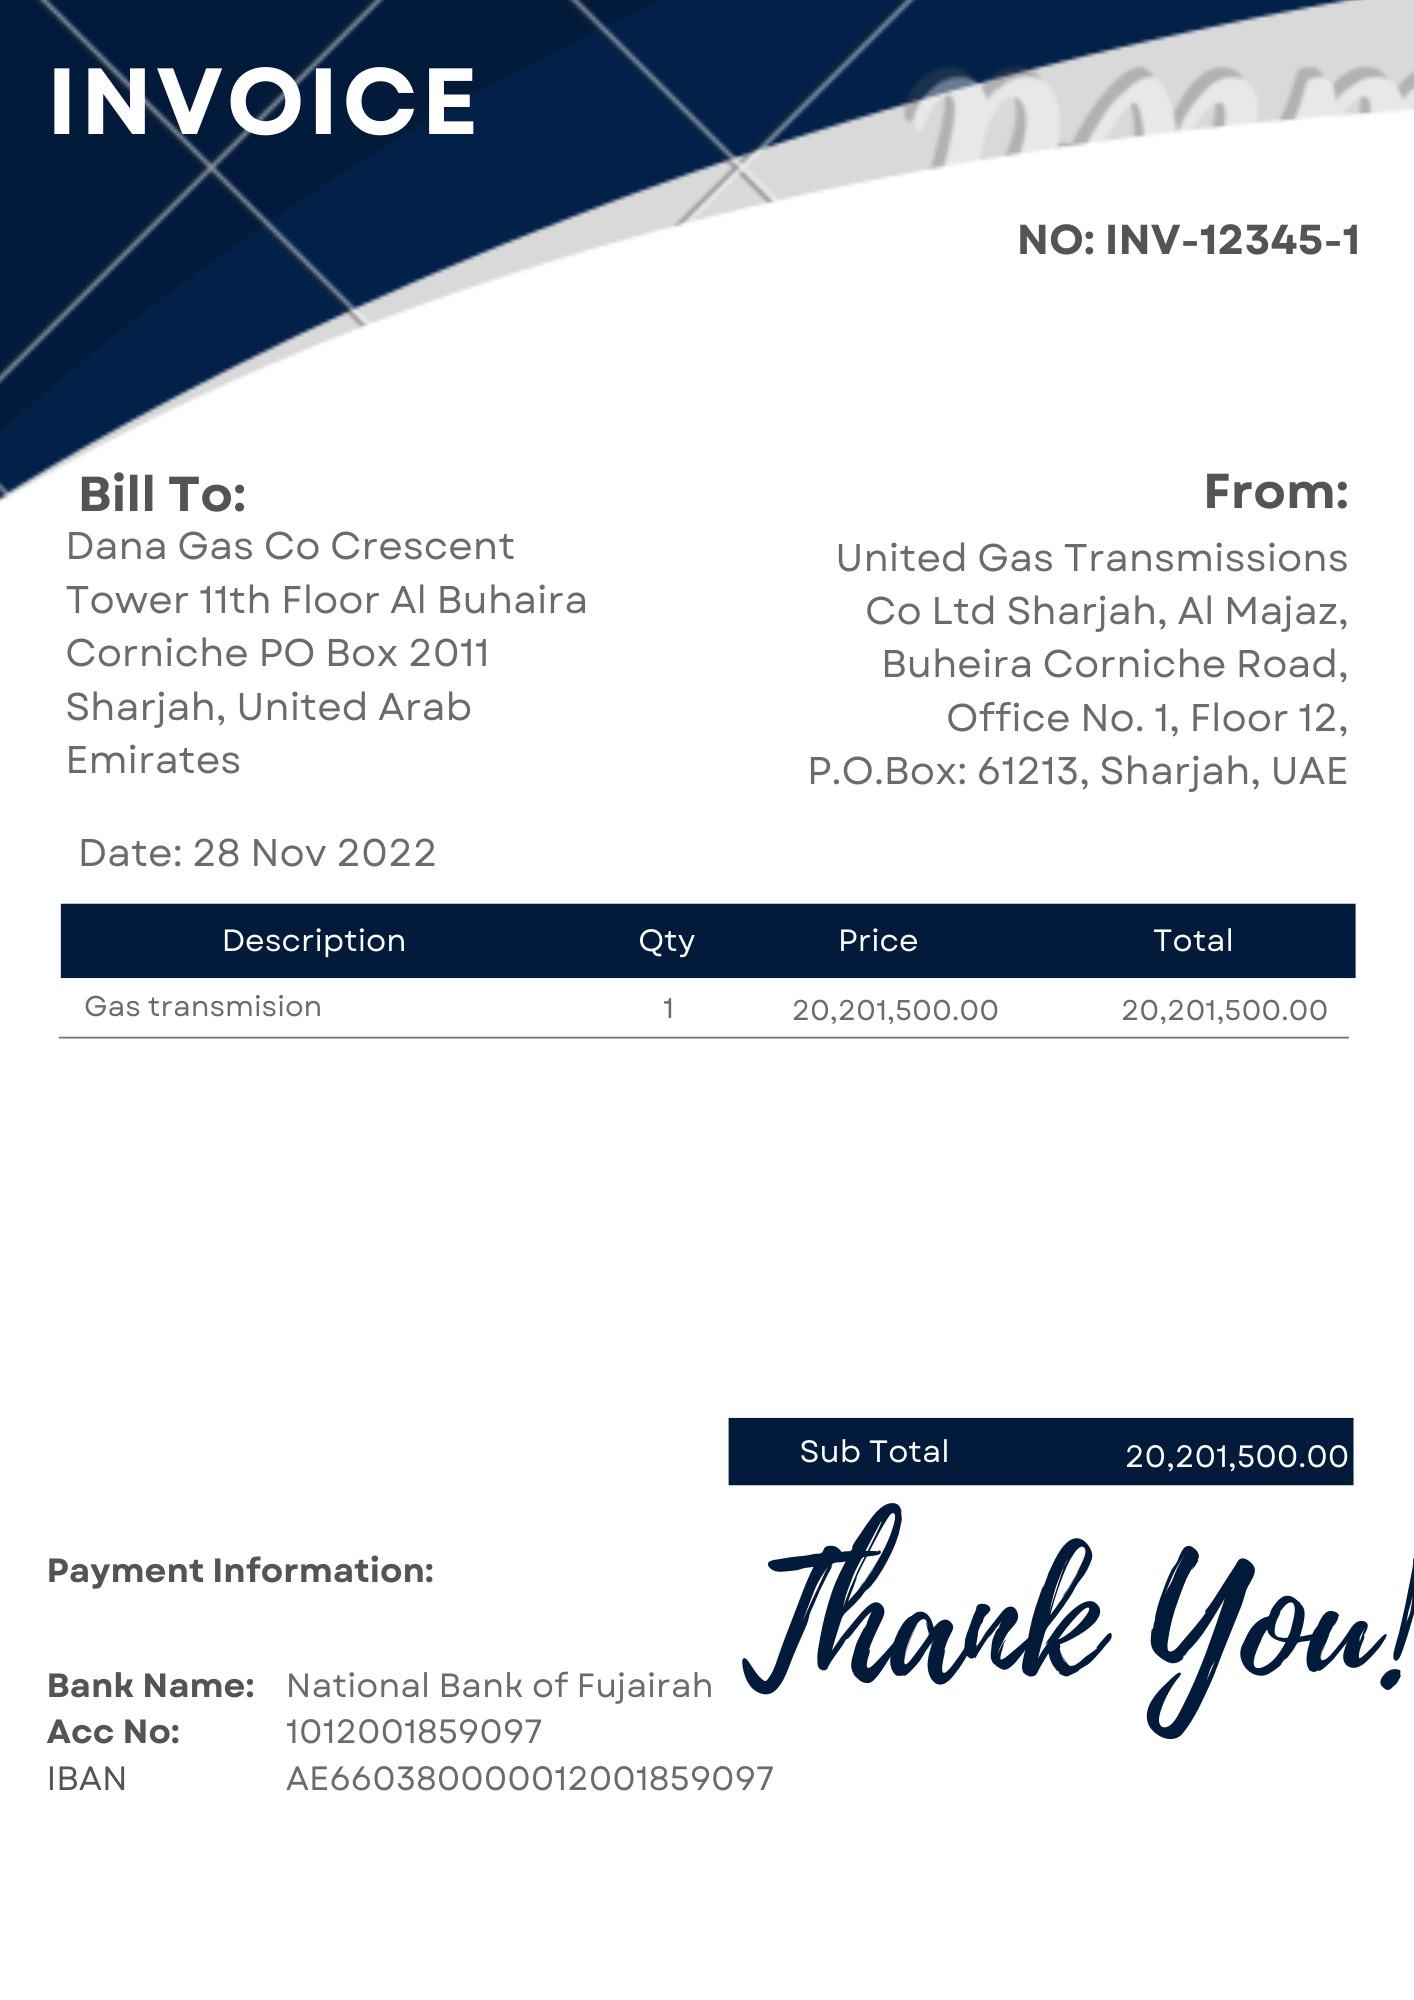 INVOICE
NO: INV-12345-1
Bill To:
Dana Gas Co Crescent
Tower 11th Floor Al Buhaira
Corniche PO Box 2011
Sharjah, United Arab
Emirates
From:
United Gas Transmissions
Co Ltd Sharjah, Al Majaz,
Buheira Corniche Road,
Office No. 1, Floor 12,
P.O.Box: 61213, Sharjah, UAE
Date: 28 Nov 2022
Description Qty Price Total
Gas transmision 1 20,201,500.00 20,201,500.00
Sub Total 20,201,500.00
Thank You!
Payment Information:
Bank Name: National Bank of Fujairah
Acc No: 1012001859097
IBAN AE660380000012001859097